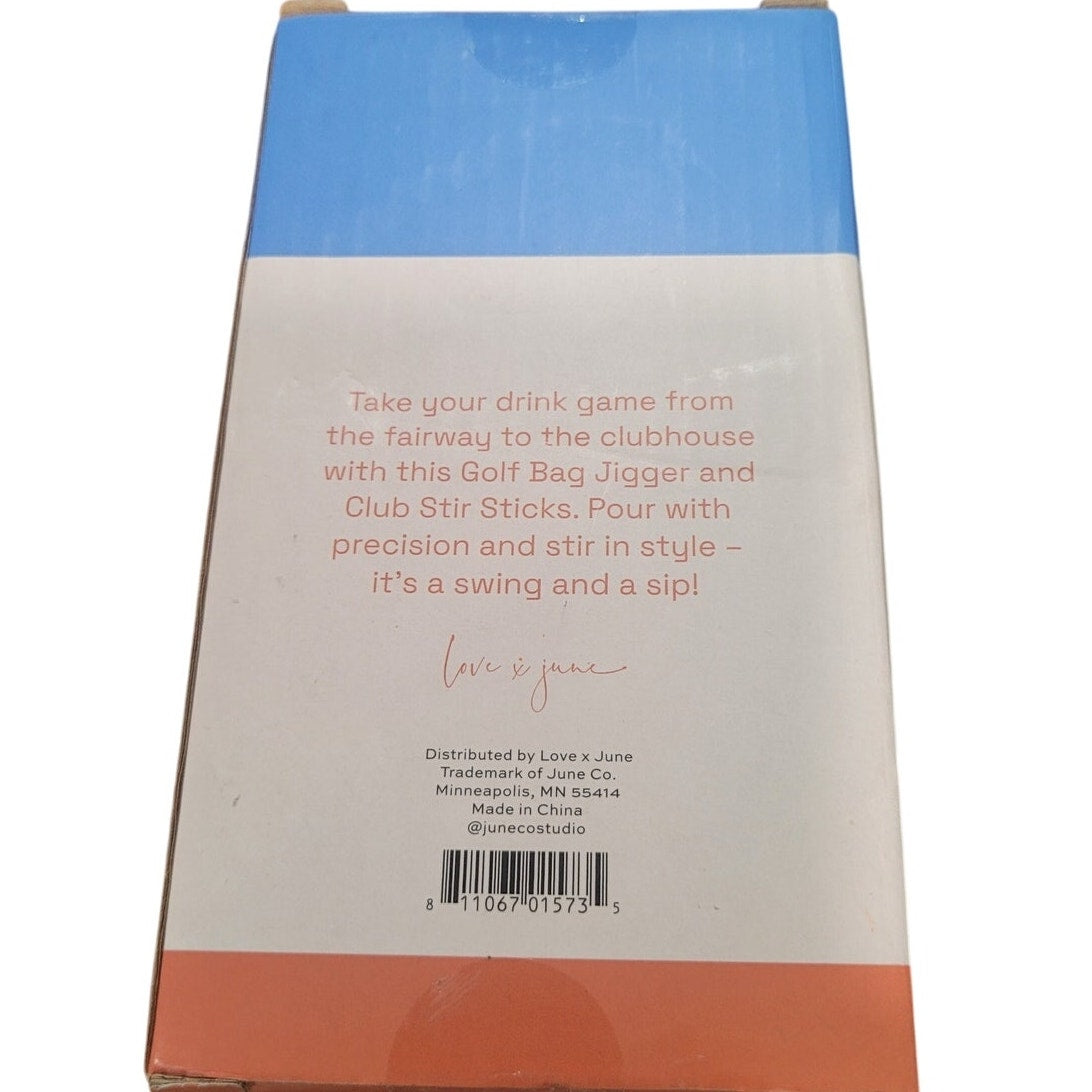 Take your drink game from
the fairway to the clubhouse
with this Golf Bag Jigger and
Club Stir Sticks. Pour with
precision and stir in style –
it's a swing and a sip!
love x june
Distributed by Love x June
Trademark of June Co.
Minneapolis, MN 55414
Made in China
@junecostudio
8 11067 01573 5